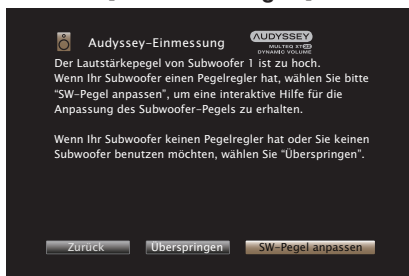 Audyssey-Einmessung
AUDYSSEY
MULTEQ XT32
DYNAMIC VOLUME
Der Lautstärkepegel von Subwoofer 1 ist zu hoch.
Wenn Ihr Subwoofer einen Pegelregler hat, wählen Sie bitte
“SW-Pegel anpassen”, um eine interaktive Hilfe für die
Anpassung des Subwoofer-Pegels zu erhalten.
Wenn Ihr Subwoofer keinen Pegelregler hat oder Sie keinen
Subwoofer benutzen möchten, wählen Sie “Überspringen”.
Zurück
Überspringen
SW-Pegel anpassen